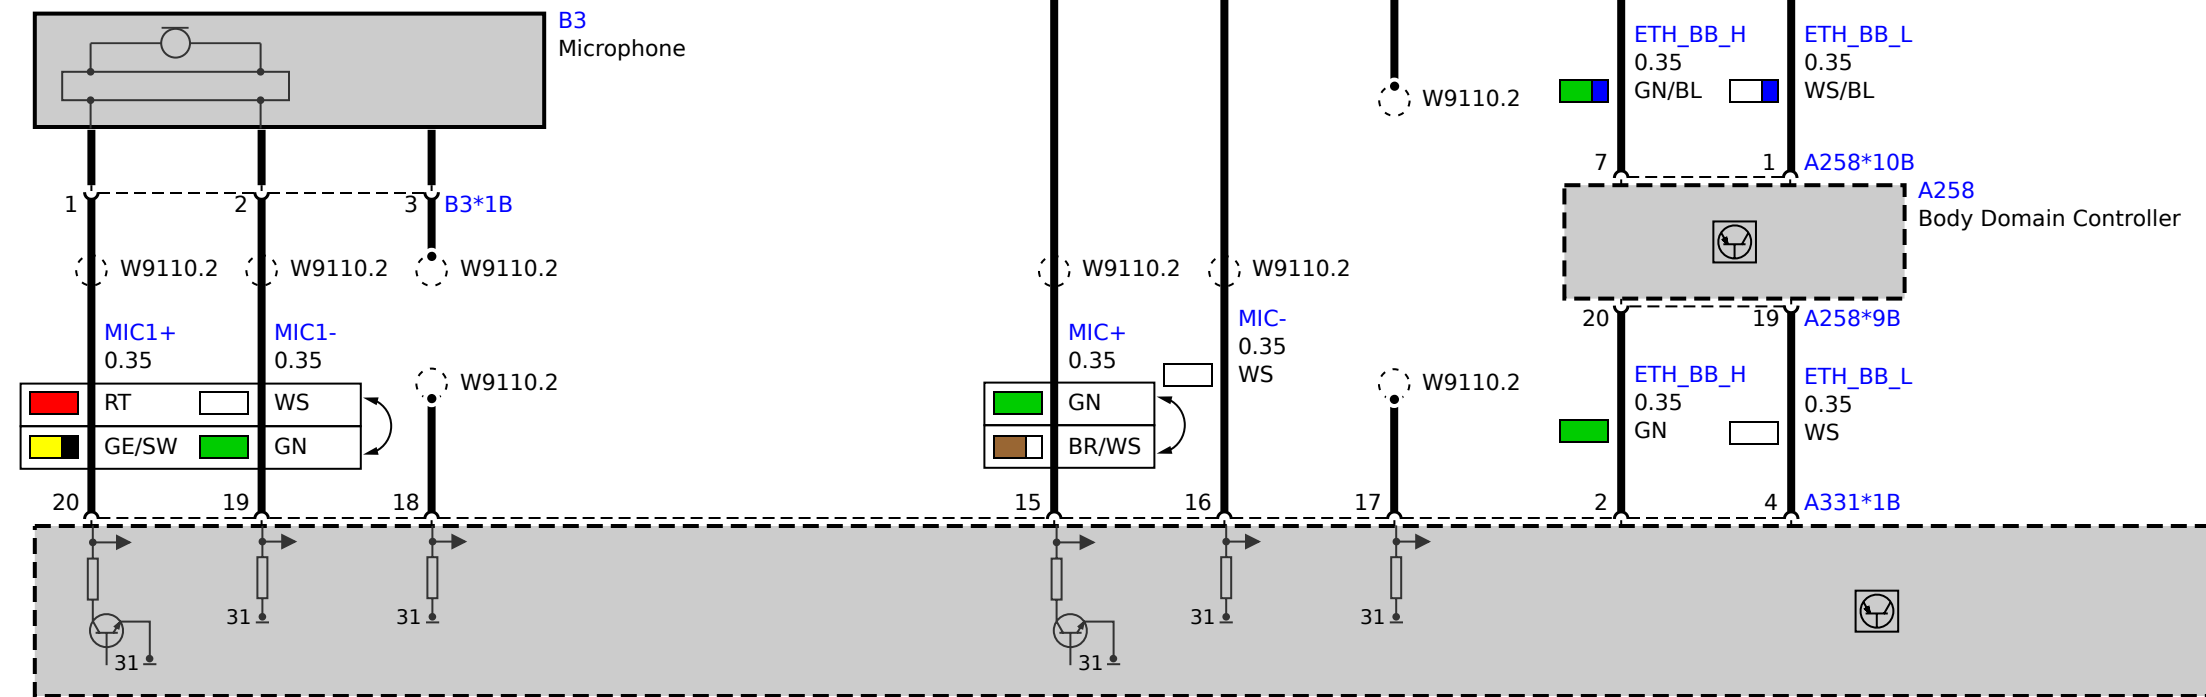 B3
Microphone
ETH_BB_H
0.35
GN/BL
ETH_BB_L
0.35
WS/BL
W9110.2
7
1
A258*10B
A258
Body Domain Controller
1
2
3
B3*1B
W9110.2
W9110.2
W9110.2
W9110.2
W9110.2
20
19
A258*9B
MIC1+
0.35
MIC1-
0.35
W9110.2
MIC+
0.35
MIC-
0.35
WS
W9110.2
ETH_BB_H
0.35
GN
ETH_BB_L
0.35
WS
RT
WS
GE/SW
GN
GN
BR/WS
20
19
18
15
16
17
2
4
A331*1B
31
31
31
31
31
31